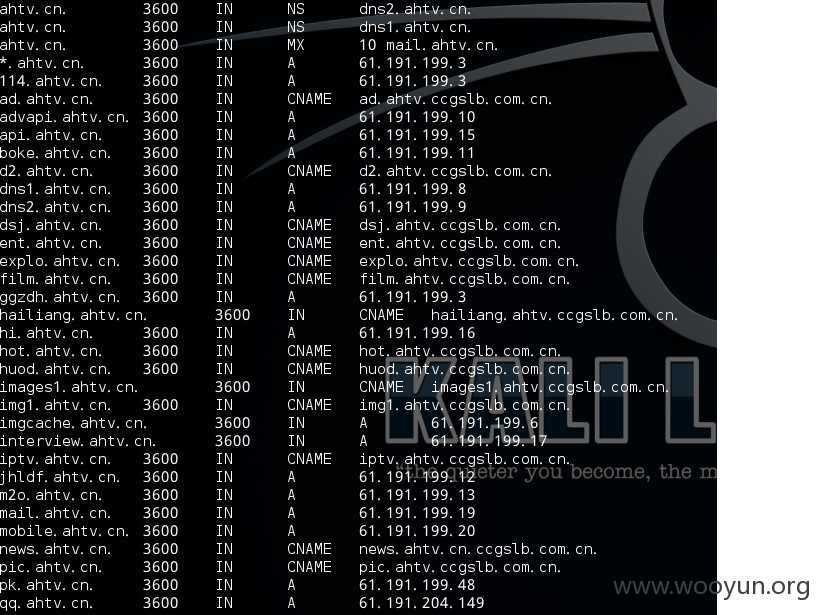 ahtv.cn. 3600 IN NS dns2.ahtv.cn.
ahtv.cn. 3600 IN NS dns1.ahtv.cn.
ahtv.cn. 3600 IN MX 10 mail.ahtv.cn.
*.ahtv.cn. 3600 IN A 61.191.199.3
114.ahtv.cn. 3600 IN A 61.191.199.3
ad.ahtv.cn. 3600 IN CNAME ad.ahtv.ccgslb.com.cn.
advapi.ahtv.cn. 3600 IN A 61.191.199.10
api.ahtv.cn. 3600 IN A 61.191.199.15
boke.ahtv.cn. 3600 IN A 61.191.199.11
d2.ahtv.cn. 3600 IN CNAME d2.ahtv.ccgslb.com.cn.
dns1.ahtv.cn. 3600 IN A 61.191.199.8
dns2.ahtv.cn. 3600 IN A 61.191.199.9
dsj.ahtv.cn. 3600 IN CNAME dsj.ahtv.ccgslb.com.cn.
ent.ahtv.cn. 3600 IN CNAME ent.ahtv.ccgslb.com.cn.
explo.ahtv.cn. 3600 IN CNAME explo.ahtv.ccgslb.com.cn.
film.ahtv.cn. 3600 IN CNAME film.ahtv.ccgslb.com.cn.
ggzdh.ahtv.cn. 3600 IN A 61.191.199.3
hailiang.ahtv.cn. 3600 IN CNAME hailiang.ahtv.ccgslb.com.cn.
hi.ahtv.cn. 3600 IN A 61.191.199.16
hot.ahtv.cn. 3600 IN CNAME hot.ahtv.ccgslb.com.cn.
huod.ahtv.cn. 3600 IN CNAME huod.ahtv.ccgslb.com.cn.
images1.ahtv.cn. 3600 IN CNAME images1.ahtv.ccgslb.com.cn.
img1.ahtv.cn. 3600 IN CNAME img1.ahtv.ccgslb.com.cn.
imgcache.ahtv.cn. 3600 IN A 61.191.199.6
interview.ahtv.cn. 3600 IN A 61.191.199.17
KALI L
iptv.ahtv.cn. 3600 IN CNAME iptv.ahtv.ccgslb.com.cn.
"the quieter you become, the m
jhldf.ahtv.cn. 3600 IN A 61.191.199.12
m2o.ahtv.cn. 3600 IN A 61.191.199.13
mail.ahtv.cn. 3600 IN A 61.191.199.19
mobile.ahtv.cn. 3600 IN A 61.191.199.20
news.ahtv.cn. 3600 IN CNAME news.ahtv.cn.ccgslb.com.cn.
pic.ahtv.cn. 3600 IN CNAME pic.ahtv.ccgslb.com.cn.
pk.ahtv.cn. 3600 IN A 61.191.199.48
qq.ahtv.cn. 3600 IN A 61.191.204.149
www.wooyun.org